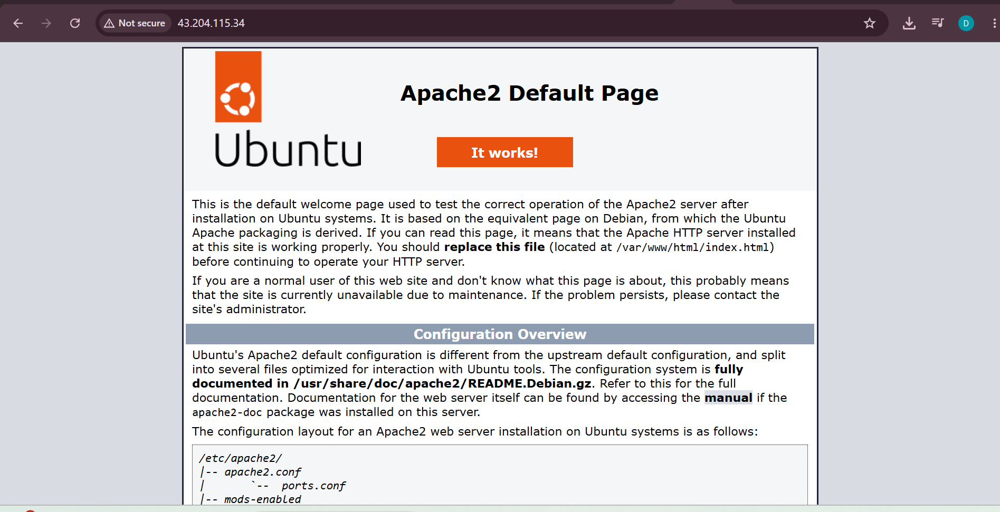 Not secure 43.204.115.34 D
Apache2 Default Page
Ubuntu
It works!
This is the default welcome page used to test the correct operation of the Apache2 server after
installation on Ubuntu systems. It is based on the equivalent page on Debian, from which the Ubuntu
Apache packaging is derived. If you can read this page, it means that the Apache HTTP server installed
at this site is working properly. You should replace this file (located at /var/www/html/index.html)
before continuing to operate your HTTP server.
If you are a normal user of this web site and don't know what this page is about, this probably means
that the site is currently unavailable due to maintenance. If the problem persists, please contact the
site's administrator.
Configuration Overview
Ubuntu's Apache2 default configuration is different from the upstream default configuration, and split
into several files optimized for interaction with Ubuntu tools. The configuration system is fully
documented in /usr/share/doc/apache2/README.Debian.gz. Refer to this for the full
documentation. Documentation for the web server itself can be found by accessing the manual if the
apache2-doc package was installed on this server.
The configuration layout for an Apache2 web server installation on Ubuntu systems is as follows:
/etc/apache2/
|-- apache2.conf
|       `--  ports.conf
|-- mods-enabled